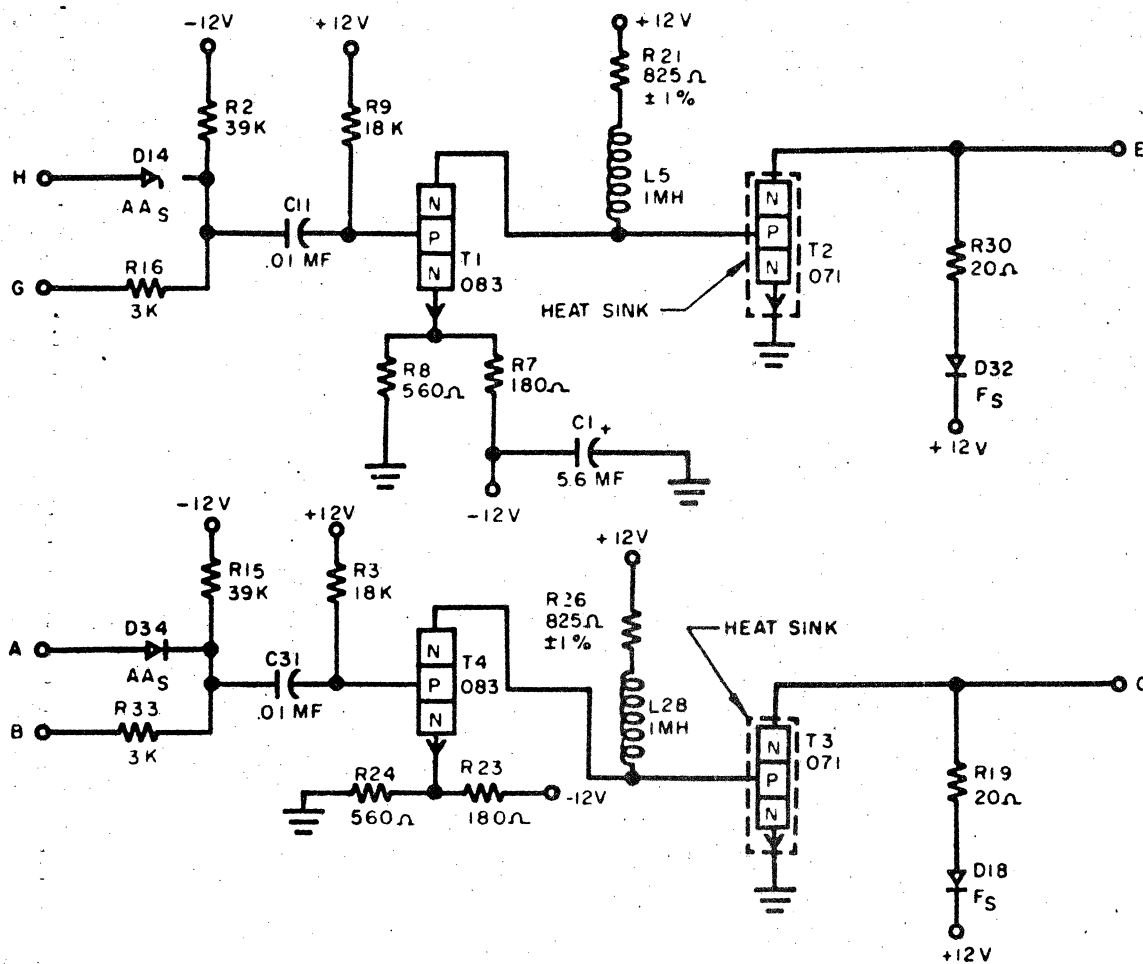 -12V
+12V
+12V
R21
825Ω
±1%
R2
39K
R9
18K
D14
H
AAS
L5
1MH
E
C11
.01 MF
N
P
N
T1
083
N
P
N
T2
071
R30
20Ω
R16
3K
G
HEAT SINK
R8
560Ω
R7
180Ω
D32
FS
C1
+
5.6 MF
+12V
-12V
-12V
+12V
+12V
R15
39K
R3
18K
R26
825Ω
±1%
HEAT SINK
D34
A
AAS
C31
.01 MF
N
P
N
T4
083
L28
1MH
R33
3K
B
N
P
N
T3
071
R19
20Ω
R24
560Ω
R23
180Ω
-12V
D18
FS
+12V